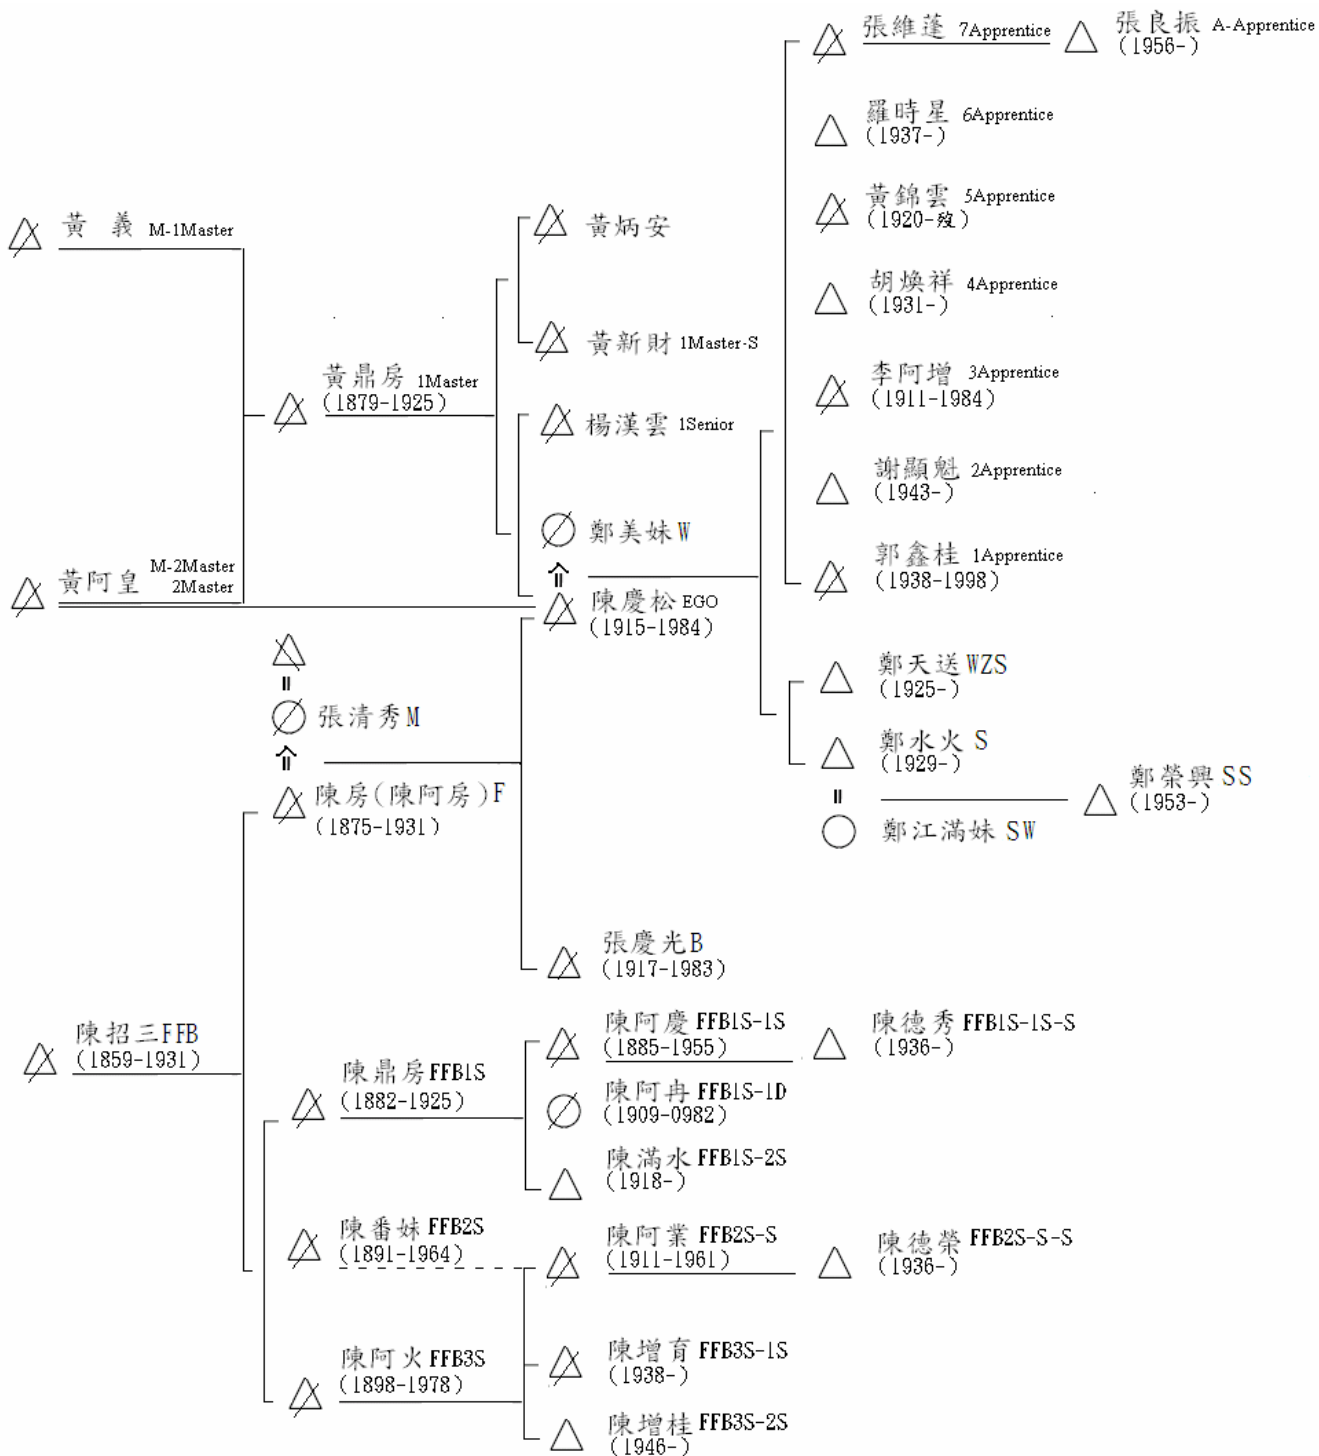 張維蓬 7Apprentice
張良振 A-Apprentice
(1956-)
羅時星 6Apprentice
(1937-)
黃錦雲 5Apprentice
(1920-歿)
胡煥祥 4Apprentice
(1931-)
李阿增 3Apprentice
(1911-1984)
謝顯魁 2Apprentice
(1943-)
郭鑫桂 1Apprentice
(1938-1998)
黃 義 M-1Master
黃炳安
黃新財 1Master-S
黃鼎房 1Master
(1879-1925)
楊漢雲 1Senior
鄭美妹 W
黃阿皇 M-2Master
2Master
陳慶松 EGO
(1915-1984)
鄭天送 WZS
(1925-)
張清秀 M
鄭水火 S
(1929-)
鄭榮興 SS
(1953-)
鄭江滿妹 SW
陳房(陳阿房)F
(1875-1931)
張慶光 B
(1917-1983)
陳招三 FFB
(1859-1931)
陳阿慶 FFB1S-1S
(1885-1955)
陳德秀 FFB1S-1S-S
(1936-)
陳鼎房 FFB1S
(1882-1925)
陳阿冉 FFB1S-1D
(1909-0982)
陳滿水 FFB1S-2S
(1918-)
陳番妹 FFB2S
(1891-1964)
陳阿業 FFB2S-S
(1911-1961)
陳德榮 FFB2S-S-S
(1936-)
陳阿火 FFB3S
(1898-1978)
陳增育 FFB3S-1S
(1938-)
陳增桂 FFB3S-2S
(1946-)